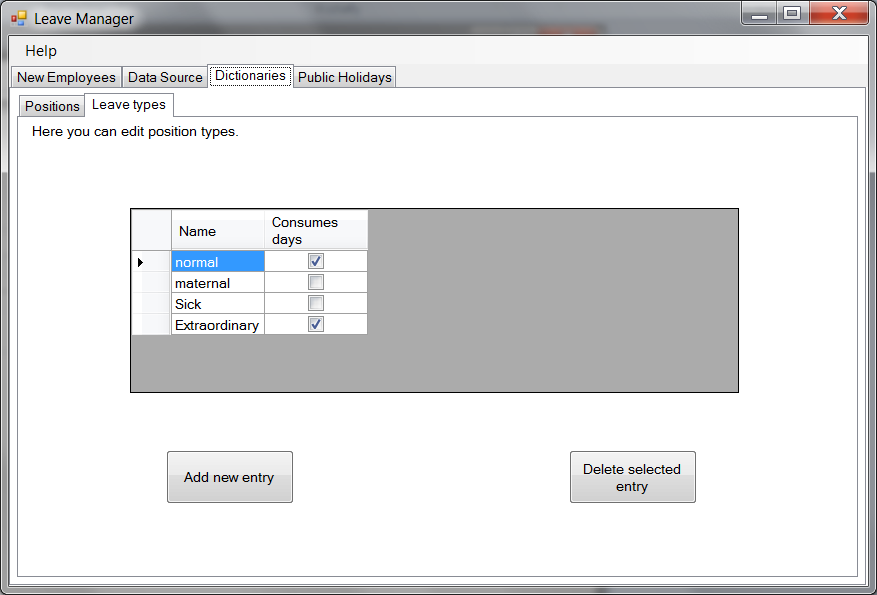 Leave Manager
Help
New Employees Data Source Dictionaries Public Holidays
Positions Leave types
Here you can edit position types.
Name Consumes days
normal
maternal
Sick
Extraordinary
Add new entry
Delete selected
entry